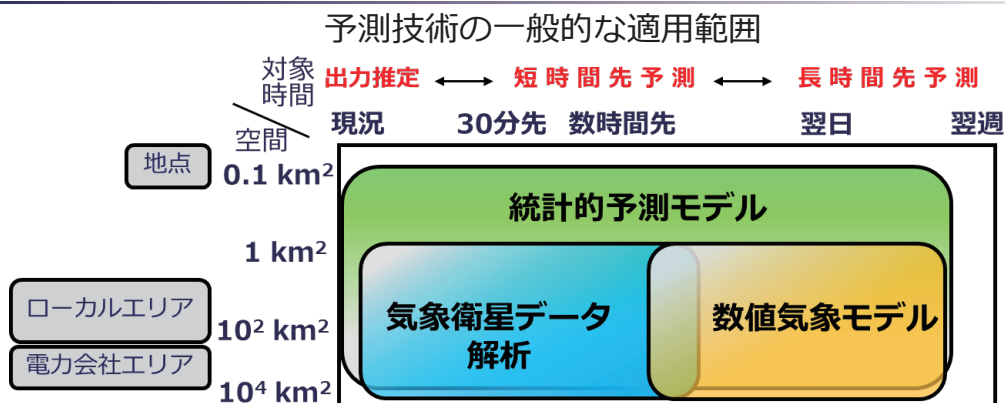 予測技術の一般的な適用範囲
対象
時間
出力推定 ←→ 短時間先予測 ←→ 長時間先予測
空間
現況 30分先 数時間先 翌日 翌週
地点
0.1 km²
統計的予測モデル
1 km²
ローカルエリア
10² km²
気象衛星データ
解析
数値気象モデル
電力会社エリア
10⁴ km²